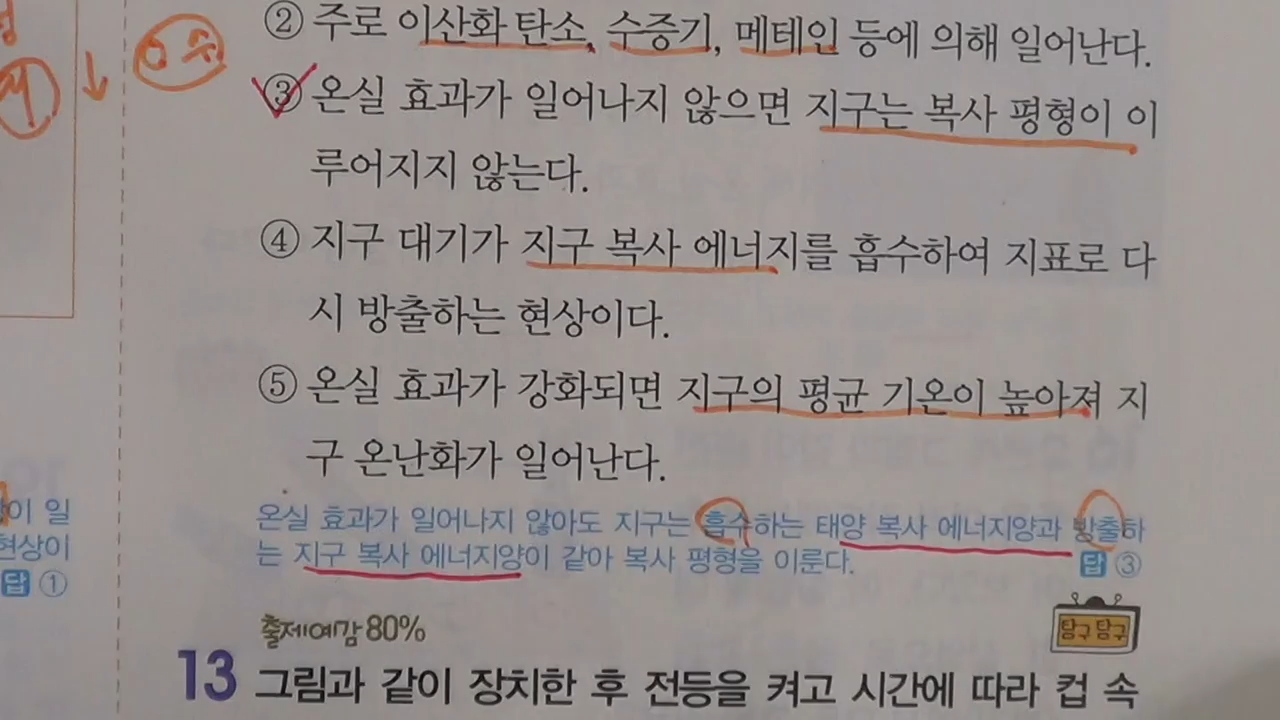 ② 주로 이산화 탄소, 수증기, 메테인 등에 의해 일어난다.
③ 온실 효과가 일어나지 않으면 지구는 복사 평형이 이
루어지지 않는다.
④ 지구 대기가 지구 복사 에너지를 흡수하여 지표로 다
시 방출하는 현상이다.
⑤ 온실 효과가 강화되면 지구의 평균 기온이 높아져 지
구 온난화가 일어난다.
이 일
현상이
답 ①
온실 효과가 일어나지 않아도 지구는 흡수하는 태양 복사 에너지양과 방출하
는 지구 복사 에너지양이 같아 복사 평형을 이룬다. 답 ③
출제예감 80%
탐구 탐구
13 그림과 같이 장치한 후 전등을 켜고 시간에 따라 컵 속